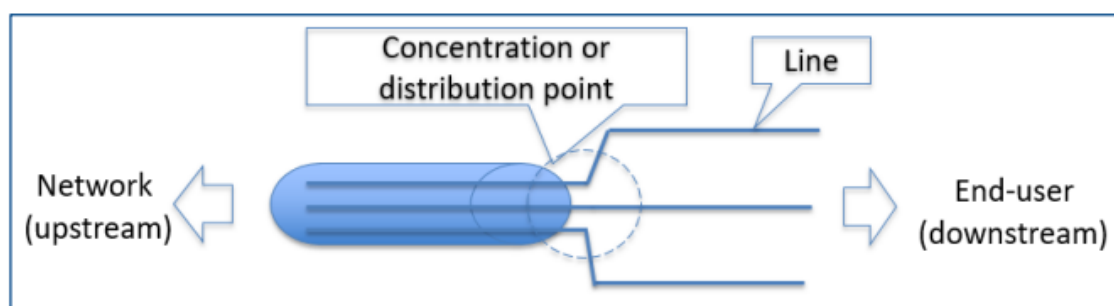 Concentration or
distribution point
Line
Network
(upstream)
End-user
(downstream)